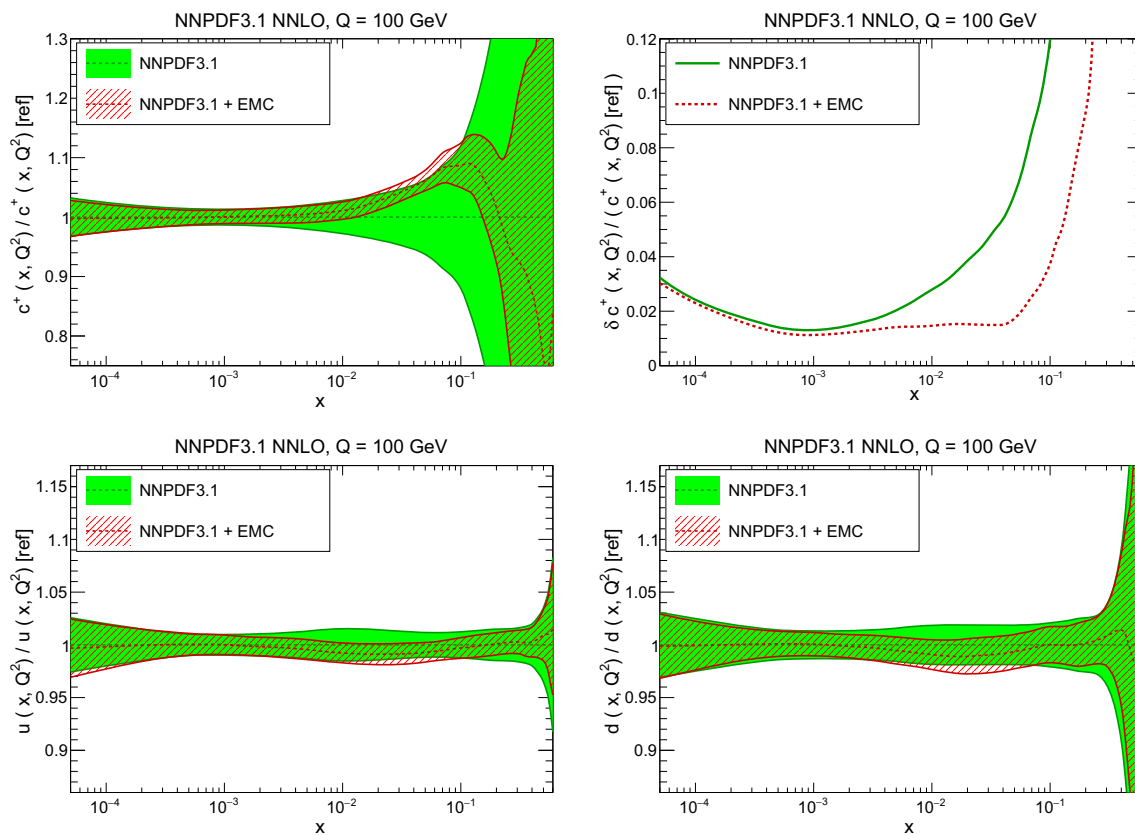 NNPDF3.1 NNLO, Q = 100 GeV
1.3
1.2
1.1
1
0.9
0.8
c⁺ ( x, Q²) / c⁺ ( x, Q²) [ref]
NNPDF3.1
NNPDF3.1 + EMC
10⁻⁴
10⁻³
10⁻²
10⁻¹
x
NNPDF3.1 NNLO, Q = 100 GeV
0.12
0.1
0.08
0.06
0.04
0.02
0
δ c⁺ ( x, Q²) / ( c⁺ ( x, Q²) [ref] )
NNPDF3.1
NNPDF3.1 + EMC
10⁻⁴
10⁻³
10⁻²
10⁻¹
x
NNPDF3.1 NNLO, Q = 100 GeV
1.15
1.1
1.05
1
0.95
0.9
u ( x, Q²) / u ( x, Q²) [ref]
NNPDF3.1
NNPDF3.1 + EMC
10⁻⁴
10⁻³
10⁻²
10⁻¹
x
NNPDF3.1 NNLO, Q = 100 GeV
1.15
1.1
1.05
1
0.95
0.9
d ( x, Q²) / d ( x, Q²) [ref]
NNPDF3.1
NNPDF3.1 + EMC
10⁻⁴
10⁻³
10⁻²
10⁻¹
x